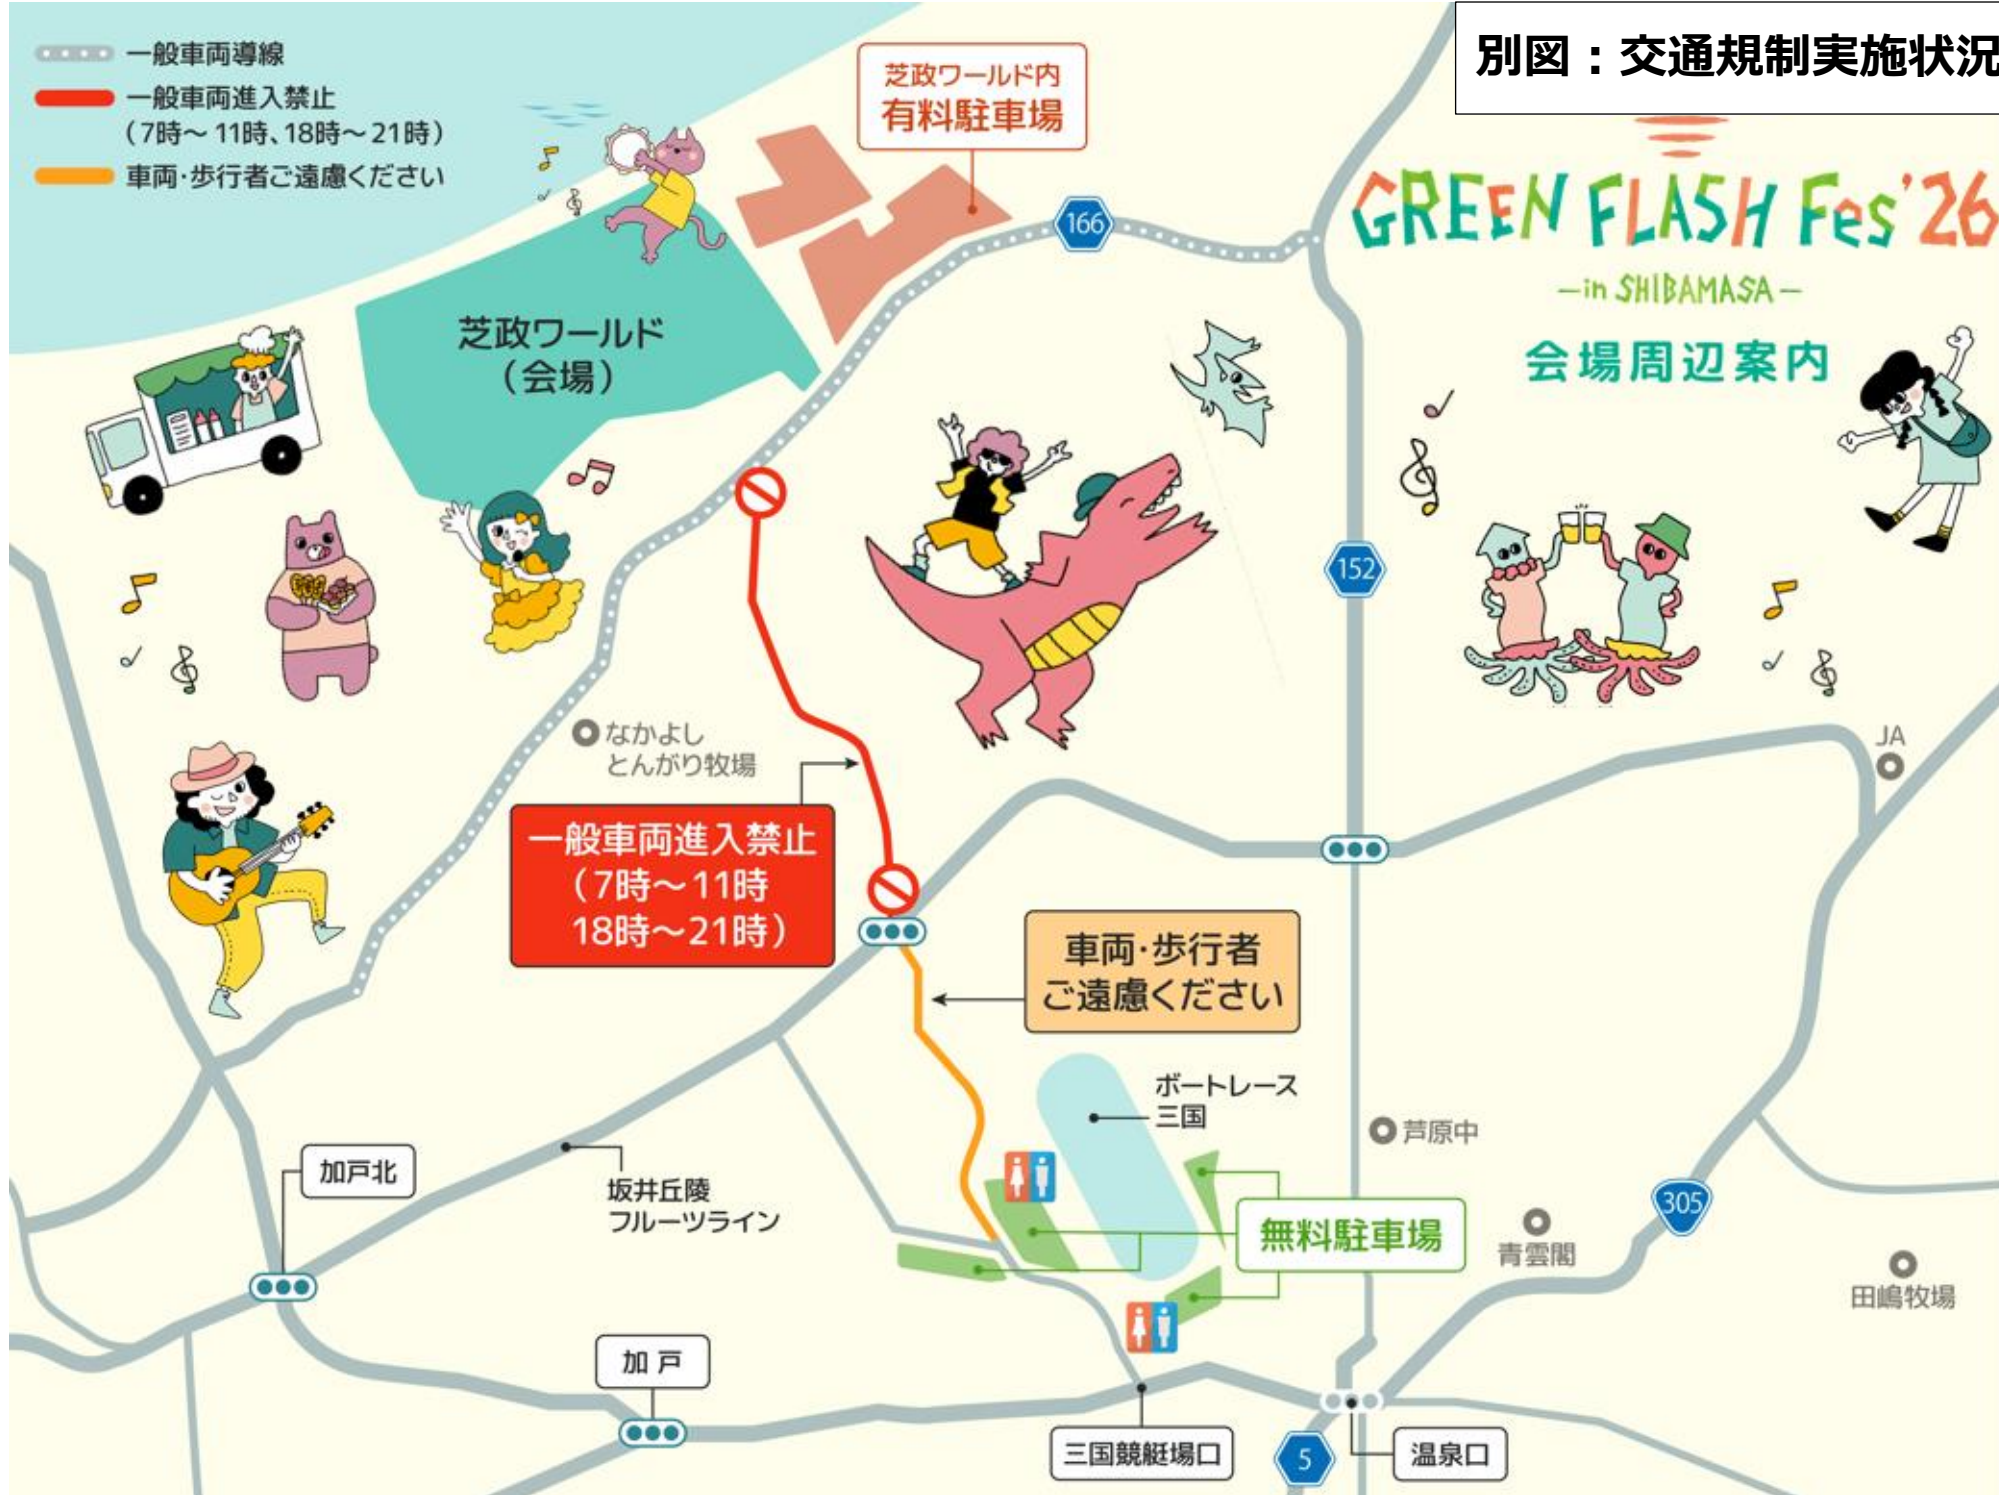 一般車両導線
一般車両進入禁止
（7時～11時、18時～21時）
車両・歩行者ご遠慮ください
芝政ワールド内
有料駐車場
別図：交通規制実施状況
GREEN FLASH Fes'26
－in SHIBAMASA－
会場周辺案内
166
芝政ワールド
（会場）
152
なかよし
とんがり牧場
JA
一般車両進入禁止
（7時～11時
18時～21時）
車両・歩行者
ご遠慮ください
ボートレース
三国
芦原中
加戸北
坂井丘陵
フルーツライン
無料駐車場
305
青雲閣
田嶋牧場
加戸
三国競艇場口
5
温泉口